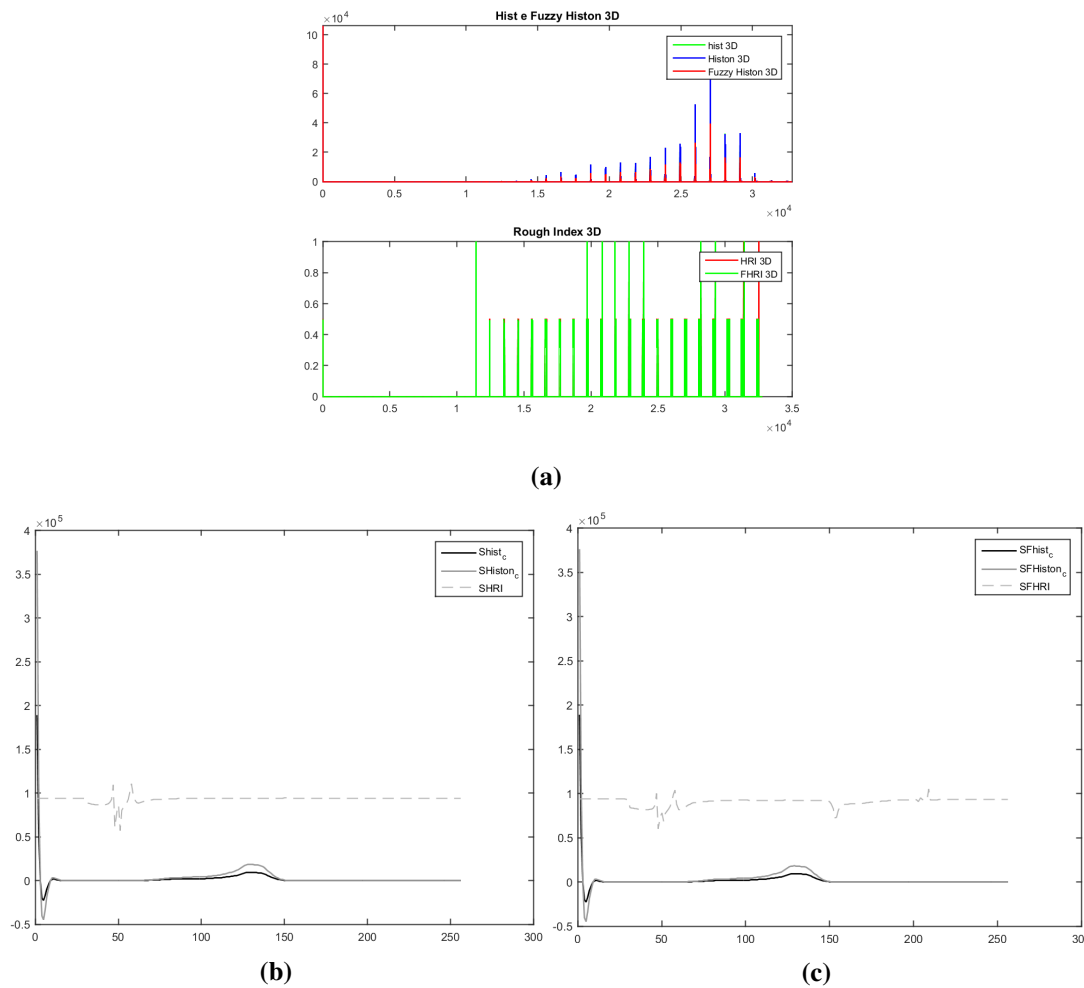 Hist e Fuzzy Histon 3D
×10^4
10
8
6
4
2
0
hist 3D
Histon 3D
Fuzzy Histon 3D
0 0.5 1 1.5 2 2.5 3
×10^4
Rough Index 3D
1
0.8
0.6
0.4
0.2
0
HRI 3D
FHRI 3D
0 0.5 1 1.5 2 2.5 3 3.5
×10^4
(a)
×10^5
4
3.5
3
2.5
2
1.5
1
0.5
0
-0.5
Shist_c
SHiston_c
SHRI
0 50 100 150 200 250 300
(b)
×10^5
4
3.5
3
2.5
2
1.5
1
0.5
0
-0.5
SFhist_c
SFHiston_c
SFHRI
0 50 100 150 200 250 30
(c)